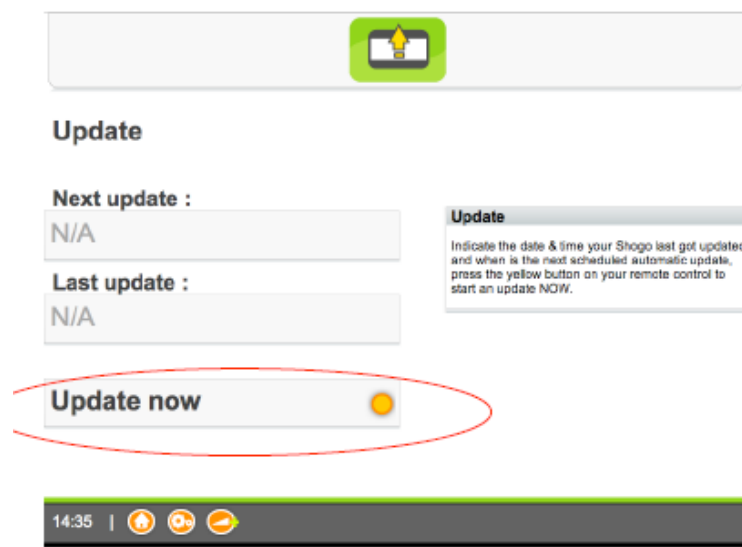 Update
Next update :
N/A
Last update :
N/A
Update now
Update
Indicate the date & time your Shogo last got updated
and when is the next scheduled automatic update,
press the yellow button on your remote control to
start an update NOW.
14:35 |